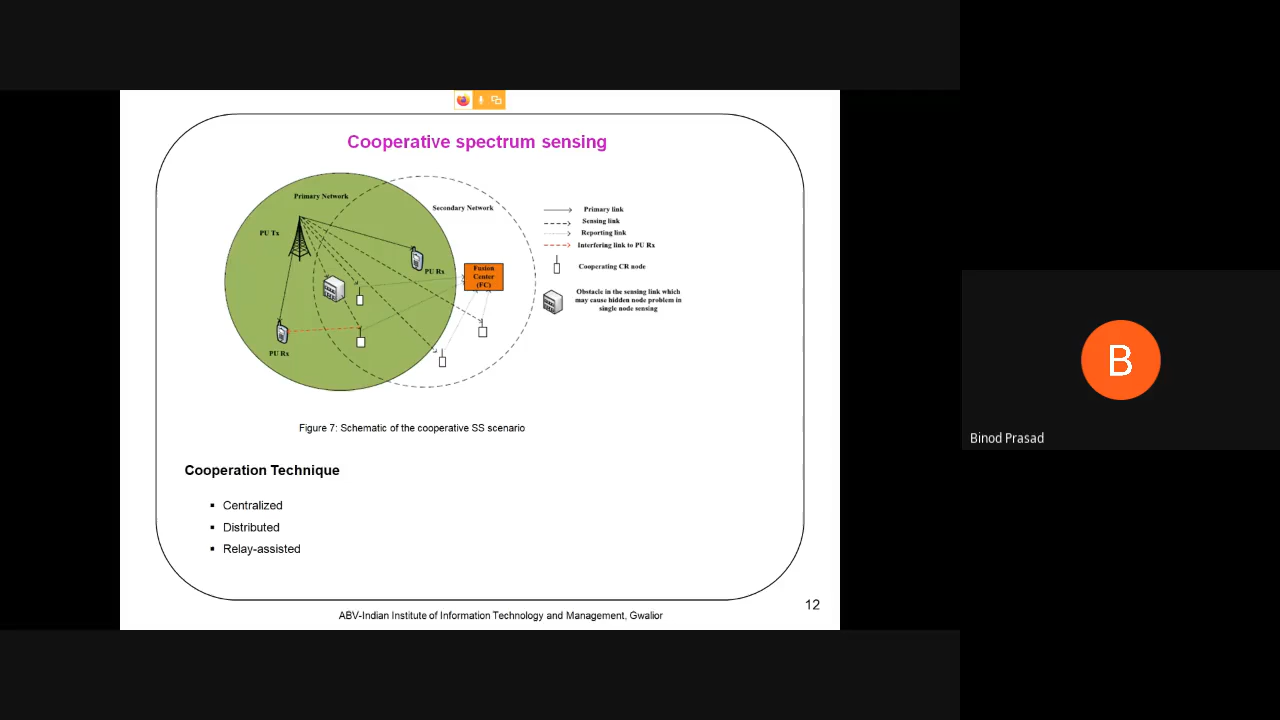 Cooperative spectrum sensing
Primary Network
Secondary Network
PU Tx
PU Rx
Fusion
Center
(FC)
PU Rx
Primary link
Sensing link
Reporting link
Interfering link to PU Rx
Cooperating CR node
Obstacle in the sensing link which
may cause hidden node problem in
single node sensing
Figure 7: Schematic of the cooperative SS scenario
Cooperation Technique
▪ Centralized
▪ Distributed
▪ Relay-assisted
12
ABV-Indian Institute of Information Technology and Management, Gwalior
B
Binod Prasad